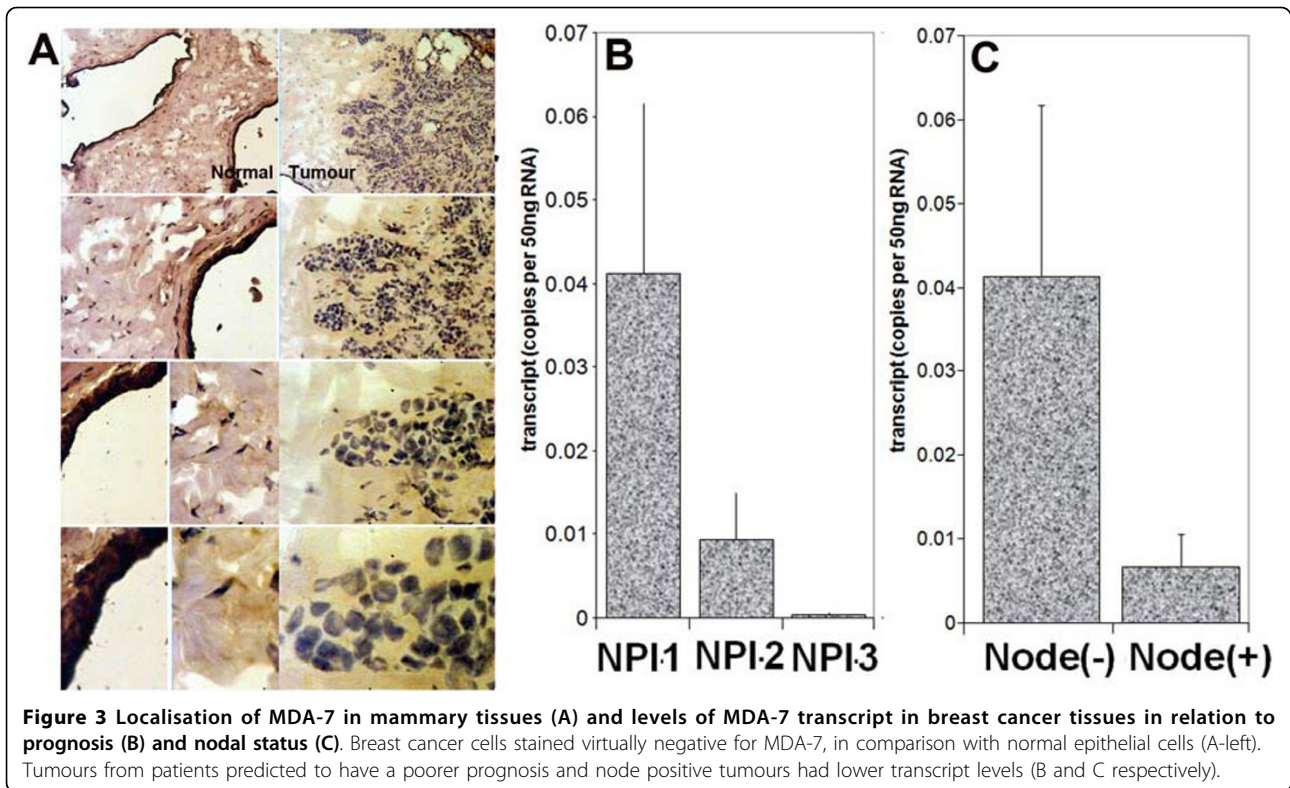 A
Normal Tumour
B
transcript (copies per 50ng RNA)
0.07
0.06
0.05
0.04
0.03
0.02
0.01
0
NPI.1 NPI.2 NPI.3
C
transcript (copies per 50ng RNA)
0.07
0.06
0.05
0.04
0.03
0.02
0.01
0
Node(-) Node(+)
Figure 3 Localisation of MDA-7 in mammary tissues (A) and levels of MDA-7 transcript in breast cancer tissues in relation to
prognosis (B) and nodal status (C). Breast cancer cells stained virtually negative for MDA-7, in comparison with normal epithelial cells (A-left).
Tumours from patients predicted to have a poorer prognosis and node positive tumours had lower transcript levels (B and C respectively).